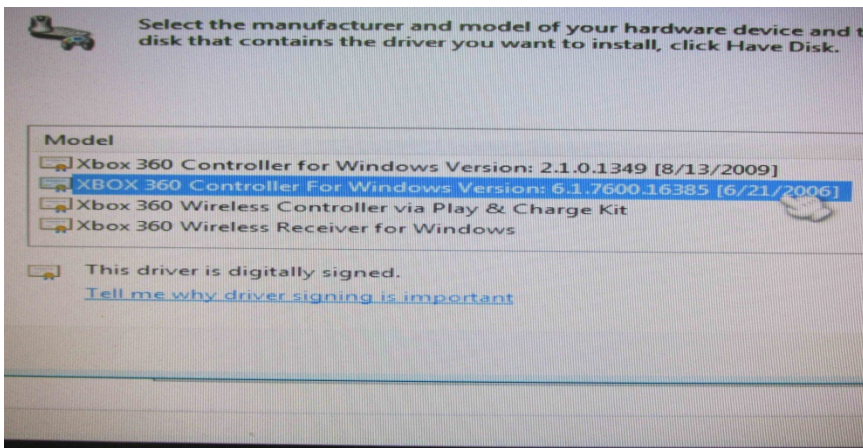 Select the manufacturer and model of your hardware device and
disk that contains the driver you want to install, click Have Disk.
Model
Xbox 360 Controller for Windows Version: 2.1.0.1349 [8/13/2009]
XBOX 360 Controller For Windows Version: 6.1.7600.16385 [6/21/2006]
Xbox 360 Wireless Controller via Play & Charge Kit
Xbox 360 Wireless Receiver for Windows
This driver is digitally signed.
Tell me why driver signing is important